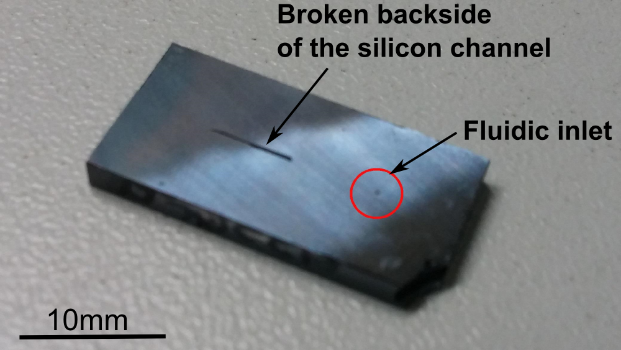 Broken backside
of the silicon channel
Fluidic inlet
10mm